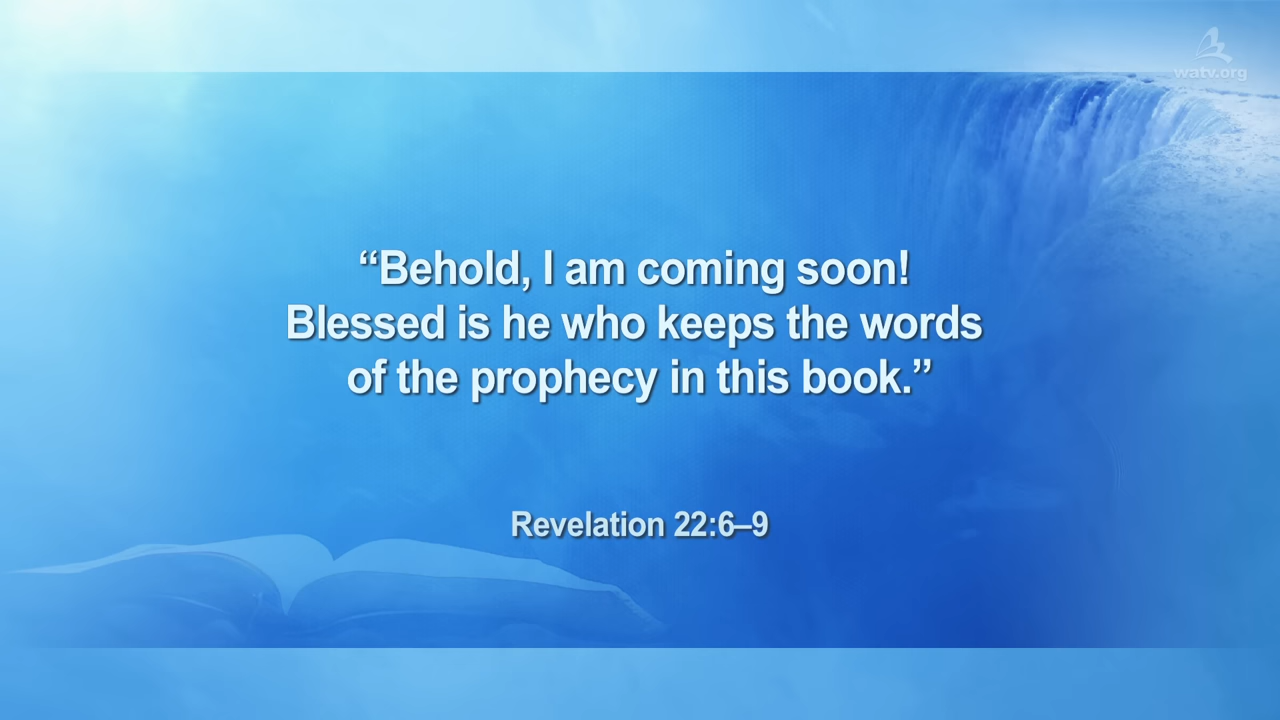 watv.org
“Behold, I am coming soon!
Blessed is he who keeps the words
of the prophecy in this book.”
Revelation 22:6–9